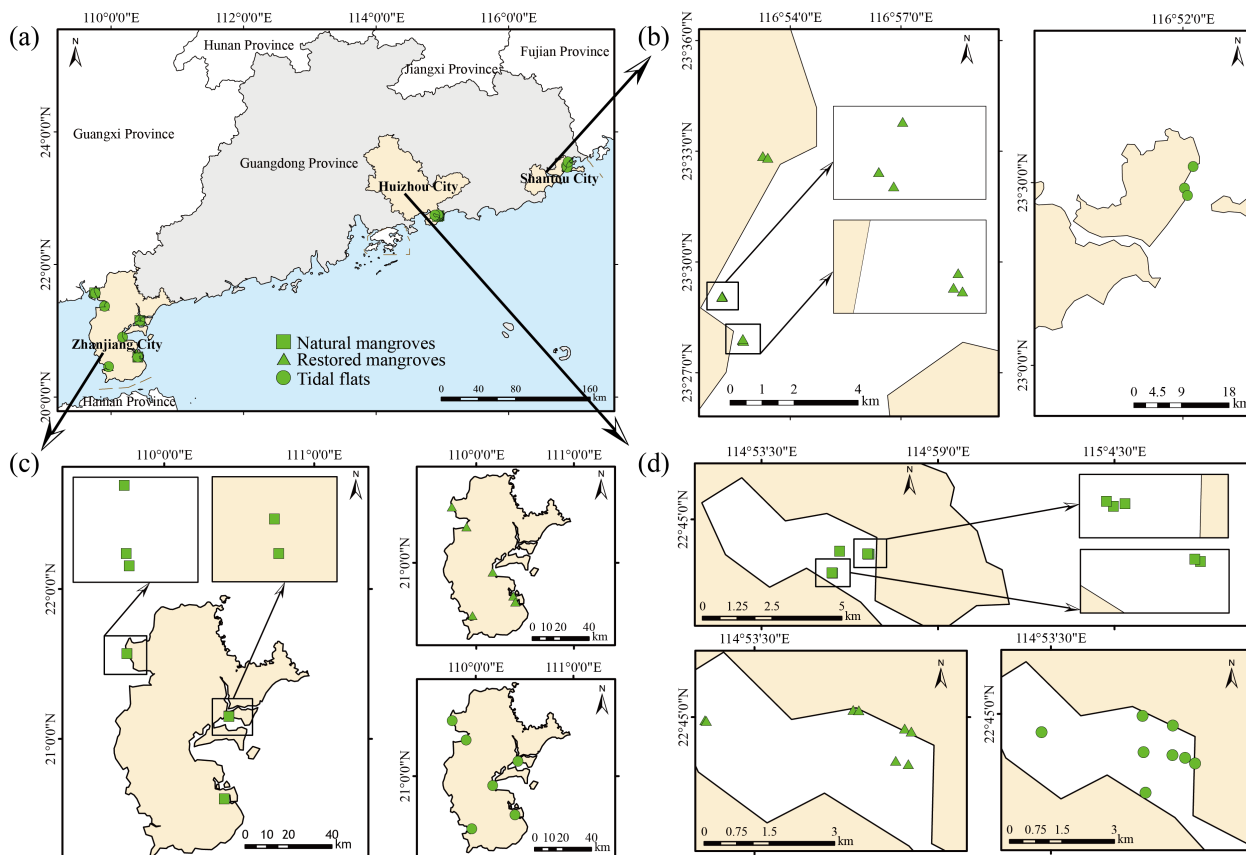 110°0'0"E
112°0'0"E
114°0'0"E
116°0'0"E
(a)
N
Hunan Province
Fujian Province
Jiangxi Province
Guangxi Province
Guangdong Province
Huizhou City
Shantou City
Zhanjiang City
Hainan Province
24°0'0"N
22°0'0"N
20°0'0"N
Natural mangroves
Restored mangroves
Tidal flats
0 40 80 160
km
(b)
116°54'0"E
116°57'0"E
N
23°36'0"N
23°33'0"N
23°30'0"N
23°27'0"N
0 1 2 4
km
116°52'0"E
N
23°30'0"N
23°0'0"N
0 4.5 9 18
km
(c)
110°0'0"E
111°0'0"E
N
22°0'0"N
21°0'0"N
0 10 20 40
km
110°0'0"E
111°0'0"E
N
21°0'0"N
0 10 20 40
km
110°0'0"E
111°0'0"E
N
21°0'0"N
0 10 20 40
km
(d)
114°53'30"E
114°59'0"E
115°4'30"E
N
22°45'0"N
0 1.25 2.5 5
km
114°53'30"E
N
22°45'0"N
0 0.75 1.5 3
km
114°53'30"E
N
22°45'0"N
0 0.75 1.5 3
km